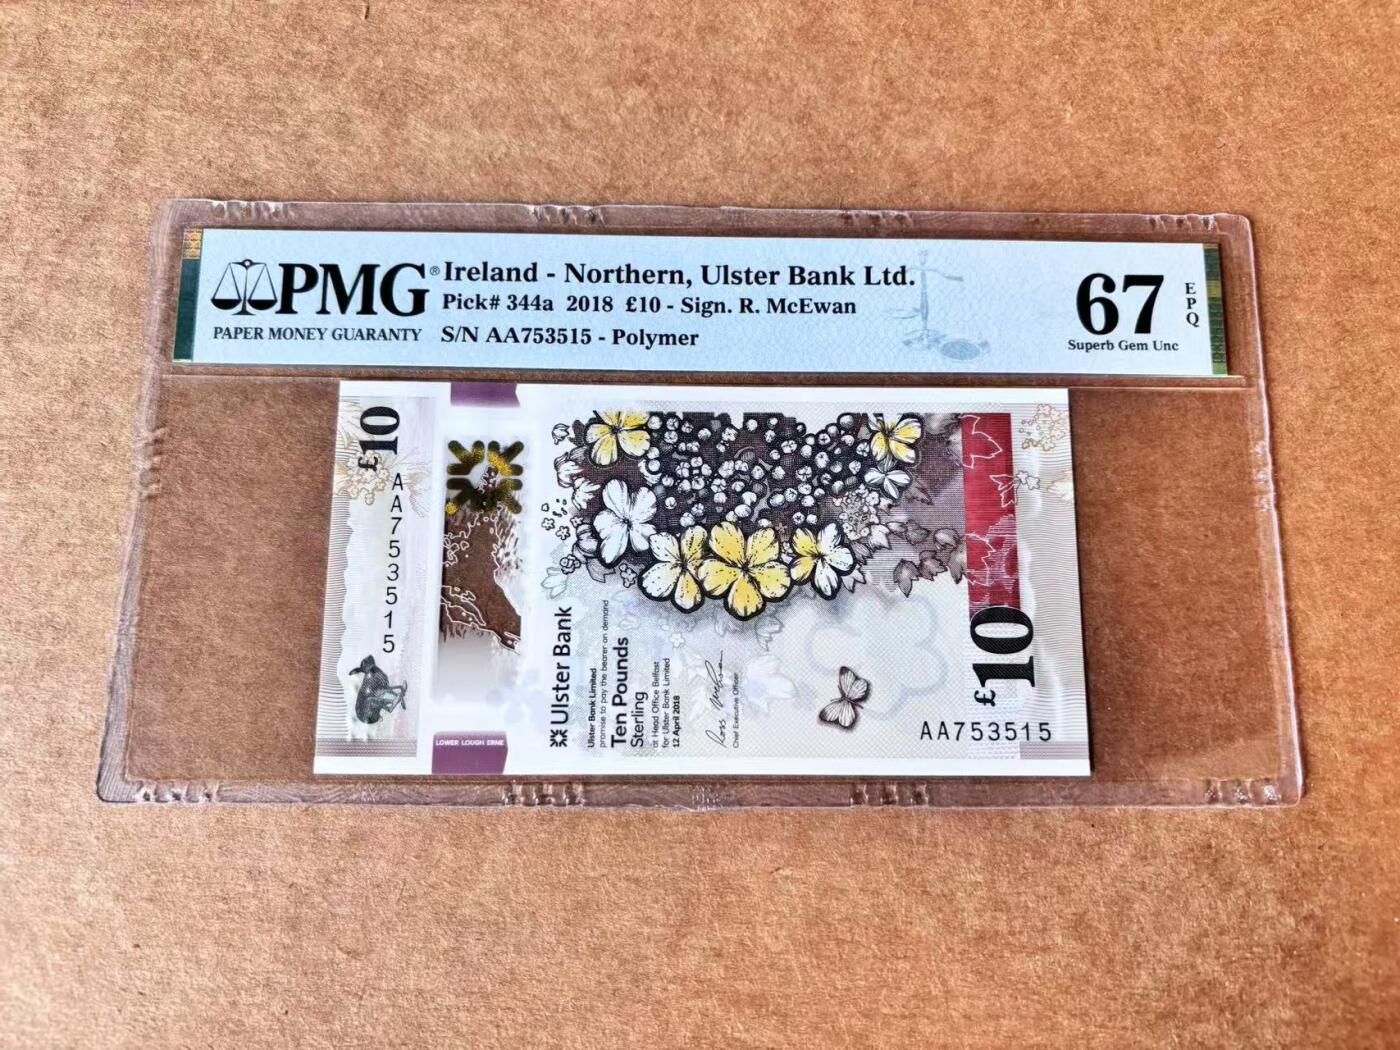 PMG®
PAPER MONEY GUARANTY
Ireland - Northern, Ulster Bank Ltd.
Pick# 344a 2018 £10 - Sign. R. McEwan
S/N AA753515 - Polymer
67
EPQ
Superb Gem Unc
£10
AA753515
LOWER LOUGH ERNE
Ulster Bank
Ulster Bank Limited
promise to pay the bearer on demand
Ten Pounds
Sterling
at Head Office Belfast
for Ulster Bank Limited
12 April 2018
Chief Executive Officer
£10
AA753515